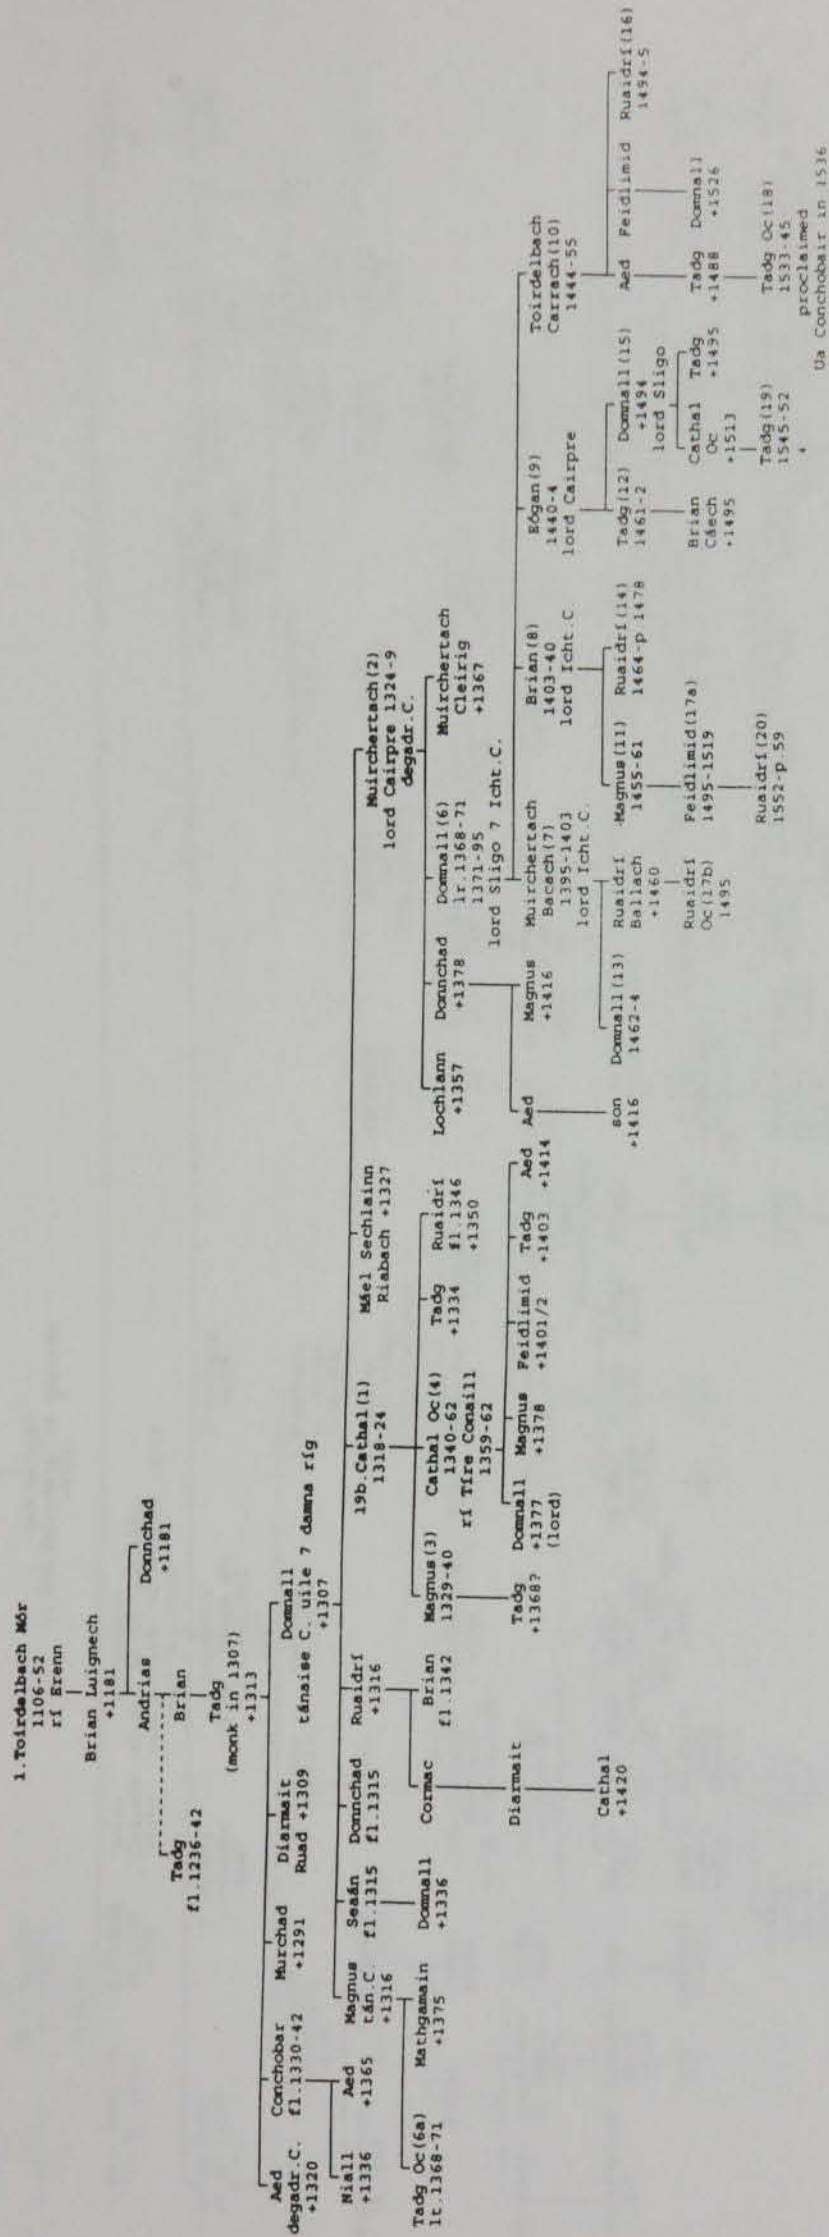 1.Toirdelbach Mór
1106-52
rí Erenn
Brian Luignech
+1181
Andrias
Donnchad
+1181
Tadg
fl.1236-42
Brian
Tadg
(monk in 1307)
+1313
Aed
degadr.C.
+1320
Conchobar
fl.1330-42
Murchad
+1291
Diarmait
Ruad +1309
Domnall
tánaise C. uile 7 damna ríg
+1307
Niall
+1336
Aed
+1365
Magnus
tán.C.
+1316
Seaán
fl.1315
Donnchad
fl.1315
Ruaidrí
+1316
19b.Cathal(1)
1318-24
Máel Sechlainn
Riabach +1327
Muirchertach(2)
lord Cairpre 1324-9
degadr.C.
Tadg Oc(6a)
lt.1368-71
Mathgamain
+1375
Domnall
+1336
Cormac
Brian
fl.1342
Magnus(3)
1329-40
Cathal Oc(4)
1340-62
rí Tíre Conaill
1359-62
Tadg
+1334
Ruaidrí
fl.1346
+1350
Lochlann
+1357
Donnchad
+1378
Domnall(6)
lr.1368-71
1371-95
lord Sligo 7 Icht.C.
Muirchertach
Cleirig
+1367
Diarmait
Tadg
+1368?
Domnall
+1377
(lord)
Magnus
+1378
Feidlimid
+1401/2
Tadg
+1403
Aed
+1414
Aed
Magnus
+1416
Muirchertach
Bacach(7)
1395-1403
lord Icht.C.
Brian(8)
1403-40
lord Icht.C
Eógan(9)
1440-4
lord Cairpre
Toirdelbach
Carrach(10)
1444-55
Cathal
+1420
son
+1416
Domnall(13)
1462-4
Ruaidrí
Ballach
+1460
Magnus(11)
1455-61
Ruaidrí(14)
1464-p 1478
Tadg(12)
1461-2
Domnall(15)
+1494
lord Sligo
Aed
Feidlimid
Ruaidrí(16)
1494-5
Ruaidrí
Oc(17b)
1495
Feidlimid(17a)
1495-1519
Brian
Cáech
+1495
Cathal
Oc
+1513
Tadg
+1495
Tadg
+1488
Domnall
+1526
Ruaidrí(20)
1552-p.59
Tadg(19)
1545-52
+
Tadg Oc(18)
1533-45
proclaimed
Ua Conchobair in 1536